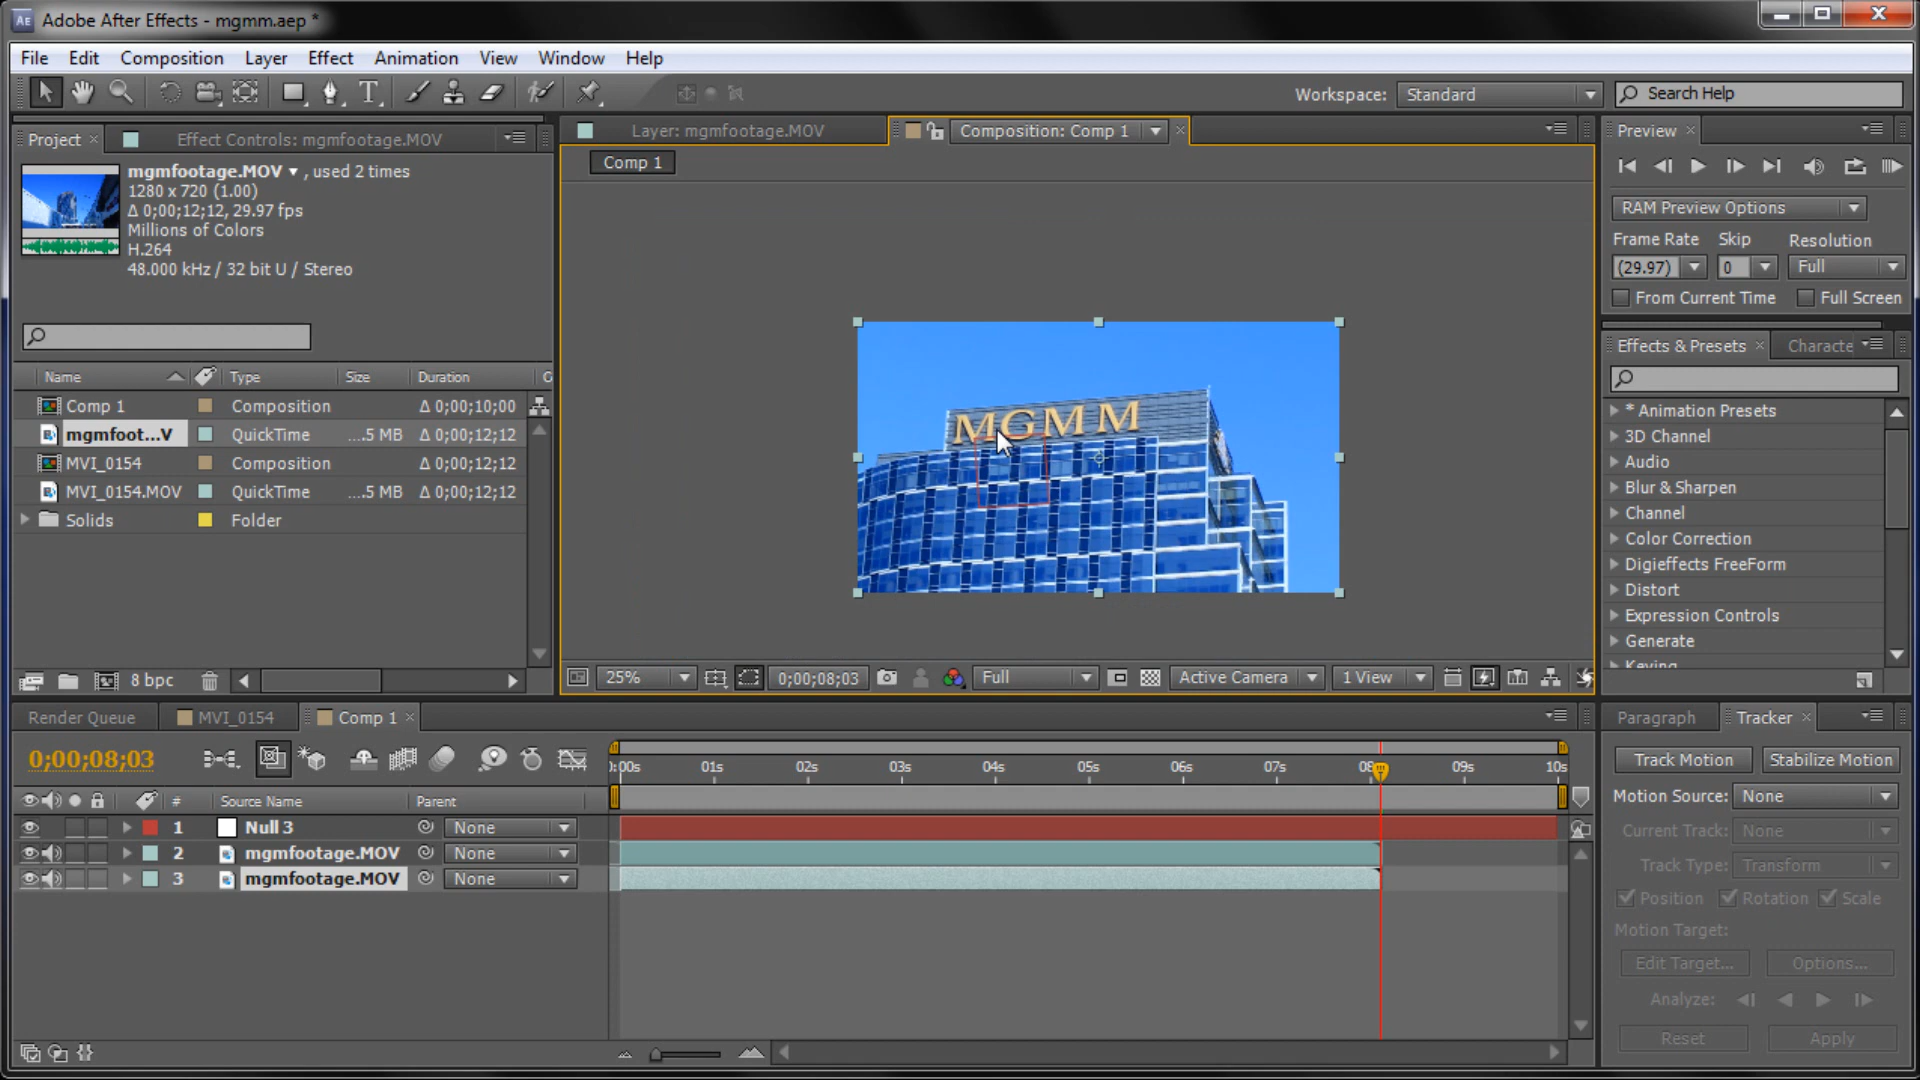 Adobe After Effects - mgmm.aep *
File Edit Composition Layer Effect Animation View Window Help
Workspace: Standard Search Help
Project Effect Controls: mgmfootage.MOV
mgmfootage.MOV , used 2 times
1280 x 720 (1.00)
Δ 0;00;12;12, 29.97 fps
Millions of Colors
H.264
48.000 kHz / 32 bit U / Stereo
Name Type Size Duration
Comp 1 Composition Δ 0;00;10;00
mgmfoot...V QuickTime ....5 MB Δ 0;00;12;12
MVI_0154 Composition Δ 0;00;12;12
MVI_0154.MOV QuickTime ....5 MB Δ 0;00;12;12
Solids Folder
8 bpc
Layer: mgmfootage.MOV Composition: Comp 1
Comp 1
MGMM
25% 0;00;08;03 Full Active Camera 1 View
Preview
RAM Preview Options
Frame Rate Skip Resolution
(29.97) 0 Full
From Current Time Full Screen
Effects & Presets Characte
* Animation Presets
3D Channel
Audio
Blur & Sharpen
Channel
Color Correction
Digieffects FreeForm
Distort
Expression Controls
Generate
Keying
Render Queue MVI_0154 Comp 1
0;00;08;03
:00s 01s 02s 03s 04s 05s 06s 07s 08 09s 10s
# Source Name Parent
1 Null 3 None
2 mgmfootage.MOV None
3 mgmfootage.MOV None
Paragraph Tracker
Track Motion Stabilize Motion
Motion Source: None
Current Track: None
Track Type: Transform
Position Rotation Scale
Motion Target:
Edit Target... Options...
Analyze:
Reset Apply